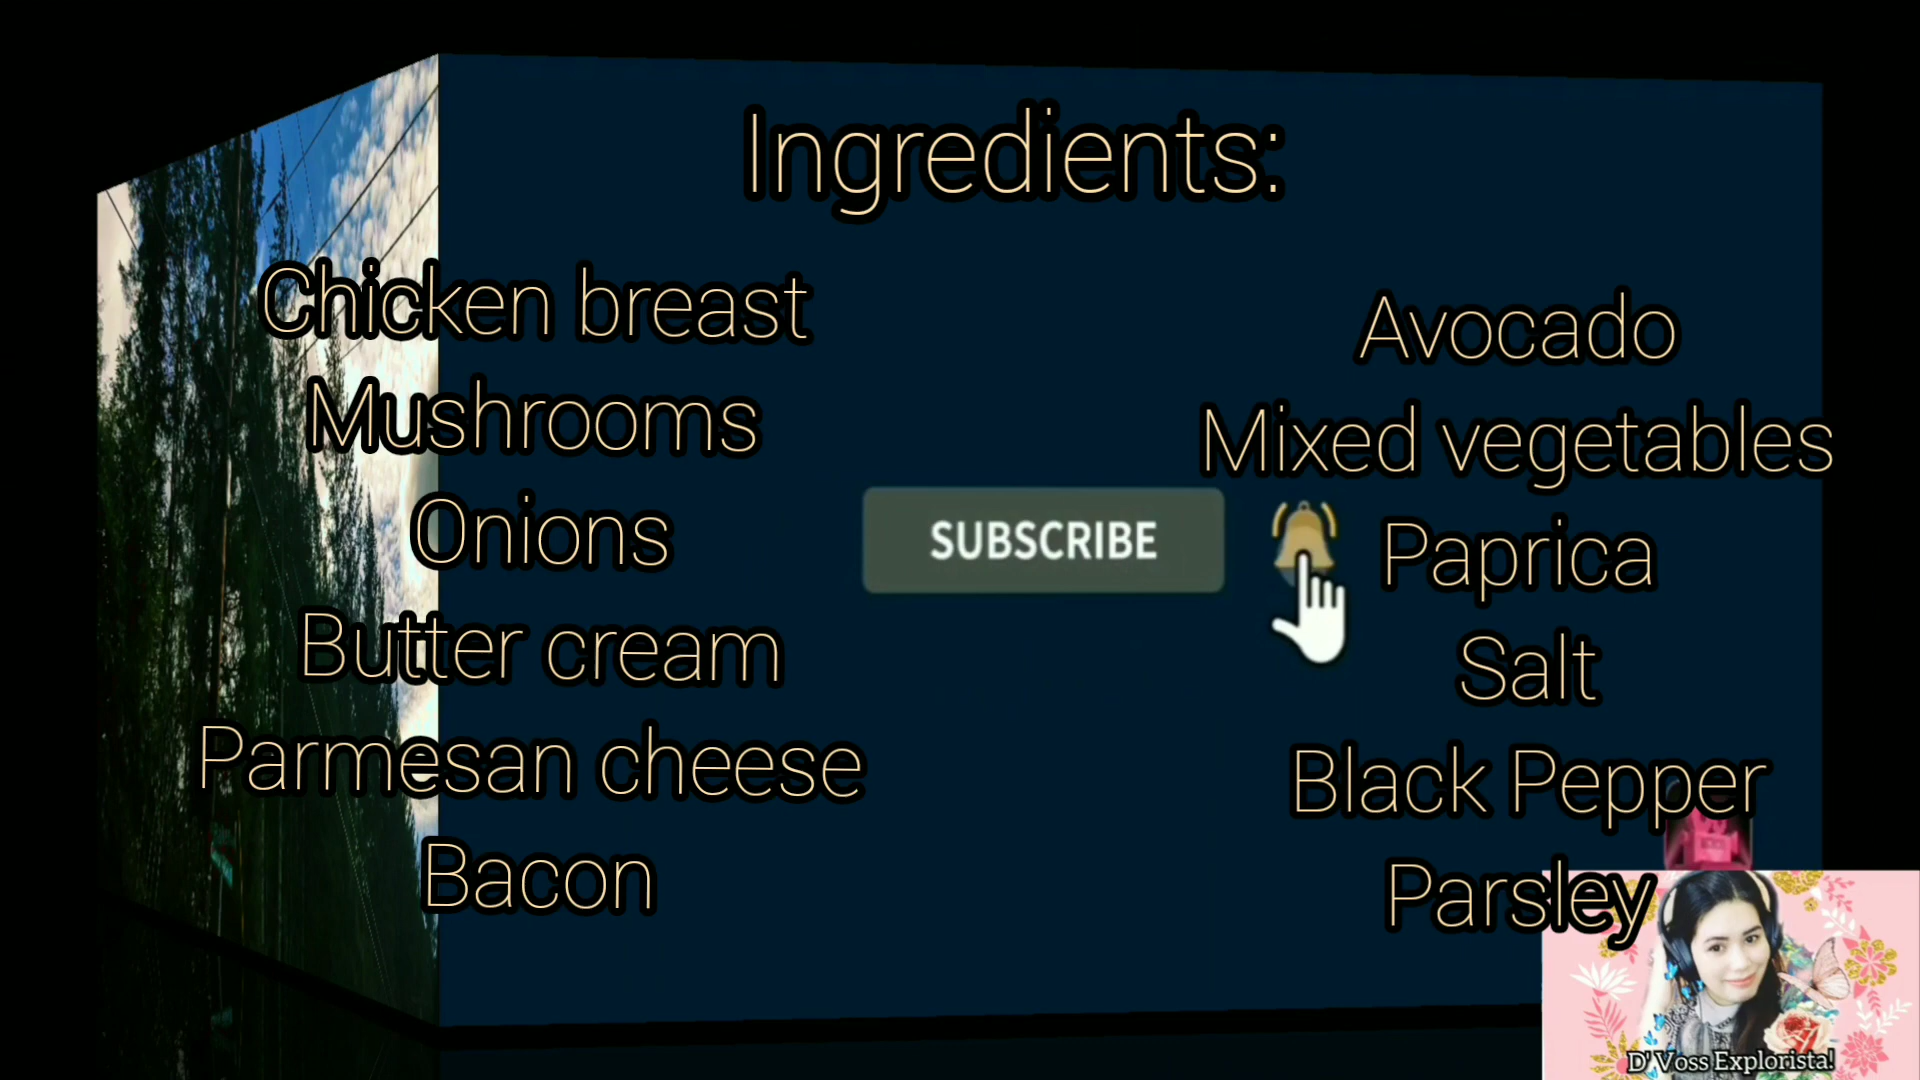 Ingredients:
Chicken breast
Mushrooms
Onions
Butter cream
Parmesan cheese
Bacon
SUBSCRIBE
Avocado
Mixed vegetables
Paprica
Salt
Black Pepper
Parsley
D' Voss Explorista!